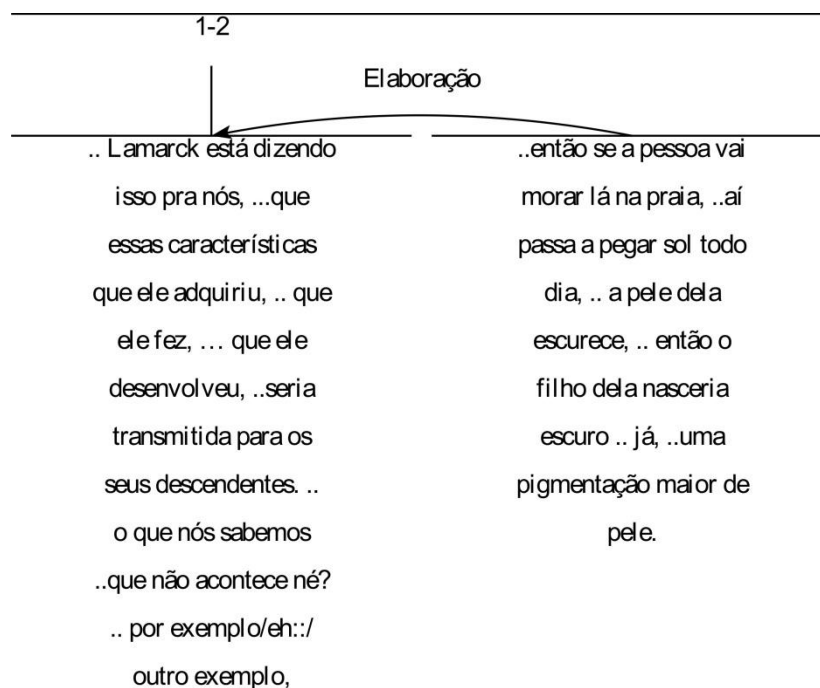 1-2
Elaboração
.. Lamarck está dizendo
isso pra nós, ...que
essas características
que ele adquiriu, .. que
ele fez, ... que ele
desenvolveu, ..seria
transmitida para os
seus descendentes. ..
o que nós sabemos
..que não acontece né?
.. por exemplo/eh::/
outro exemplo,
..então se a pessoa vai
morar lá na praia, ..aí
passa a pegar sol todo
dia, .. a pele dela
escurece, .. então o
filho dela nasceria
escuro .. já, ..uma
pigmentação maior de
pele.